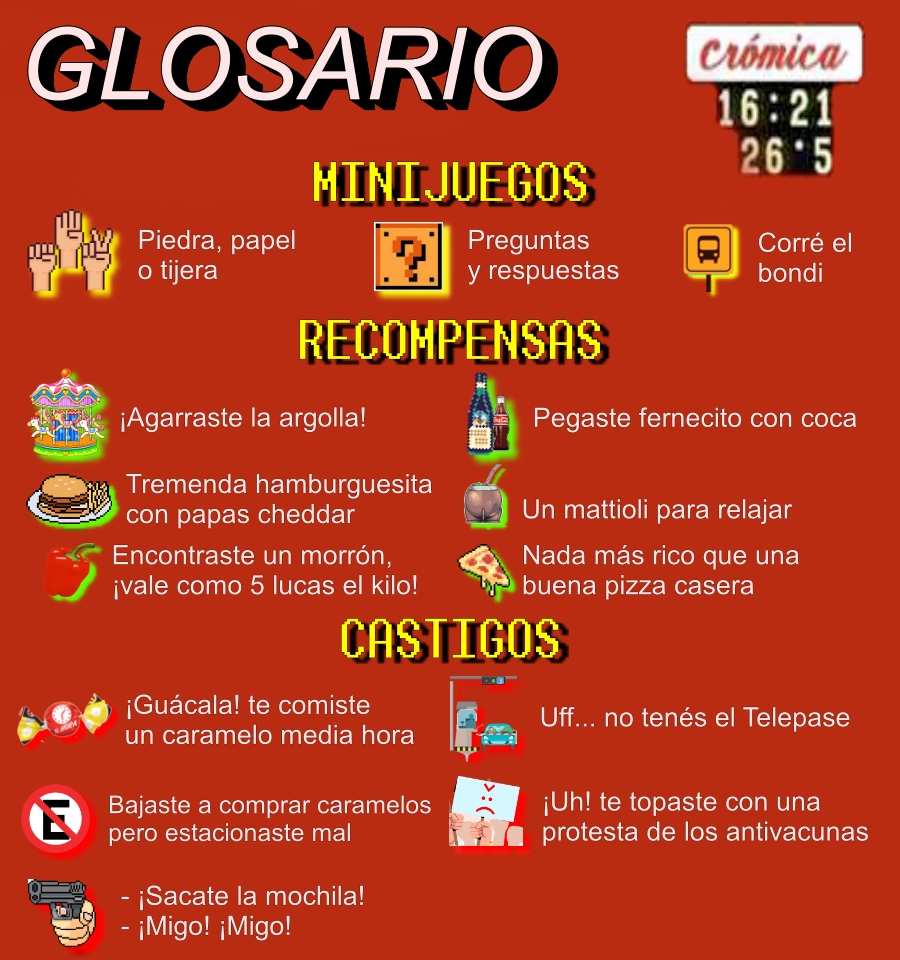 GLOSARIO
Crómica
16:21
26°5
MINIJUEGOS
Piedra, papel
o tijera
?
Preguntas
y respuestas
Corré el
bondi
RECOMPENSAS
¡Agarraste la argolla!
Pegaste fernecito con coca
Tremenda hamburguesita
con papas cheddar
Un mattioli para relajar
Encontraste un morrón,
¡vale como 5 lucas el kilo!
Nada más rico que una
buena pizza casera
CASTIGOS
¡Guácala! te comiste
un caramelo media hora
Uff... no tenés el Telepase
E
Bajaste a comprar caramelos
pero estacionaste mal
¡Uh! te topaste con una
protesta de los antivacunas
- ¡Sacate la mochila!
- ¡Migo! ¡Migo!